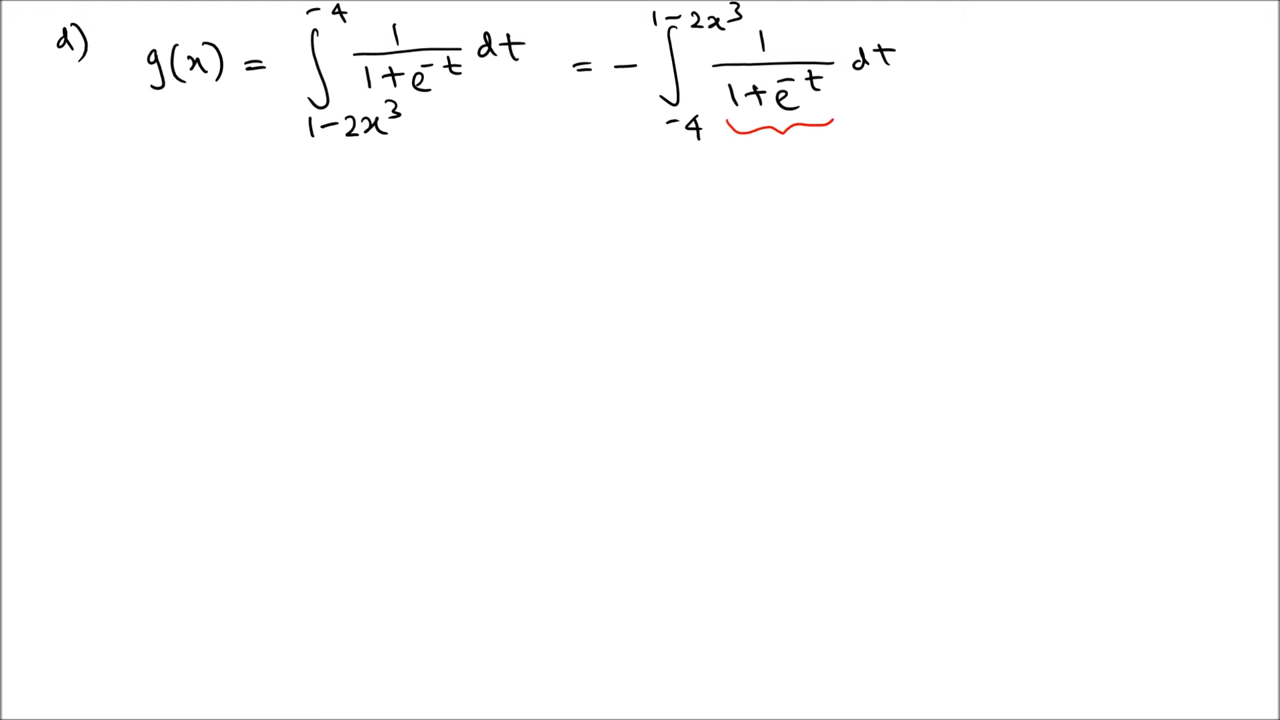 d) g(x) = ∫_{1-2x³}^{-4} 1/(1+e^{-t}) dt = - ∫_{-4}^{1-2x³} 1/(1+e^{-t}) dt